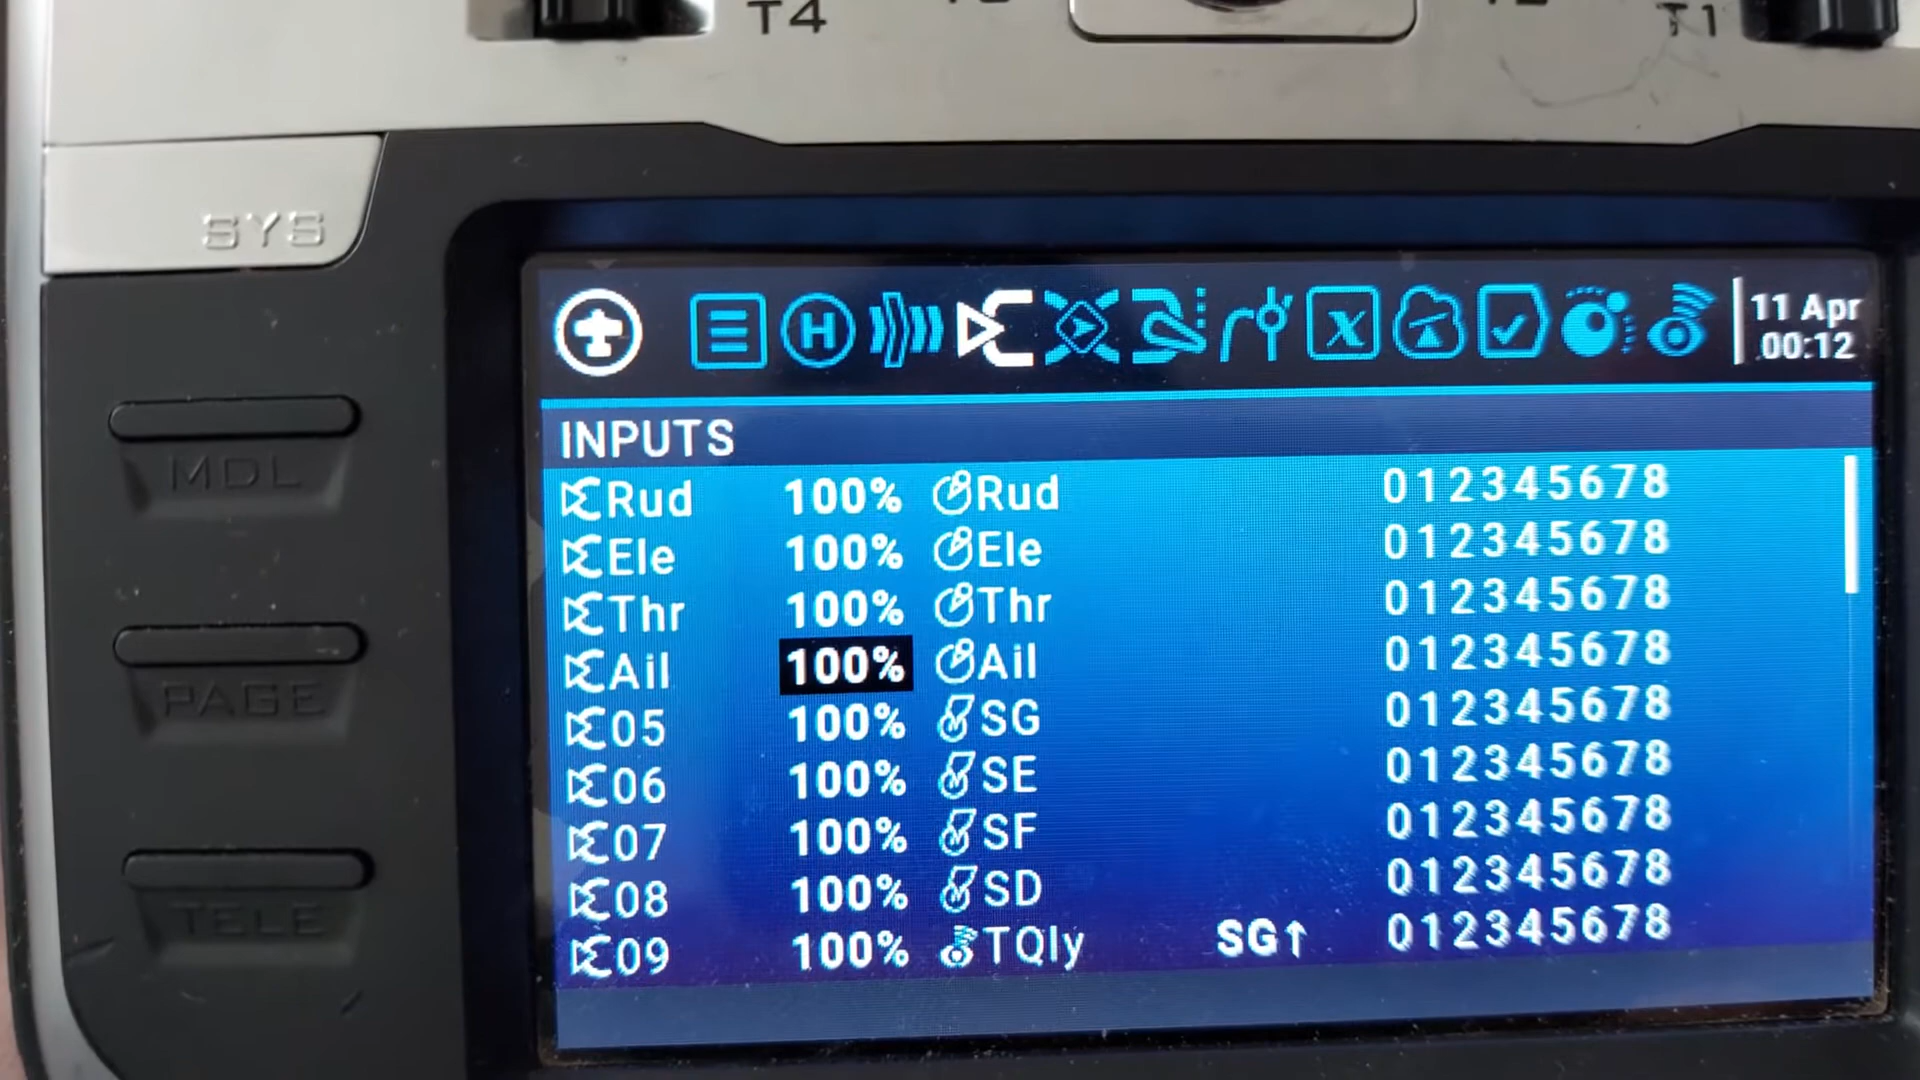 T4
T1
SYS
11 Apr
00:12
INPUTS
Rud 100% Rud 012345678
Ele 100% Ele 012345678
Thr 100% Thr 012345678
Ail 100% Ail 012345678
05 100% SG 012345678
06 100% SE 012345678
07 100% SF 012345678
08 100% SD 012345678
09 100% TQly SG↑ 012345678
MDL
PAGE
TELE